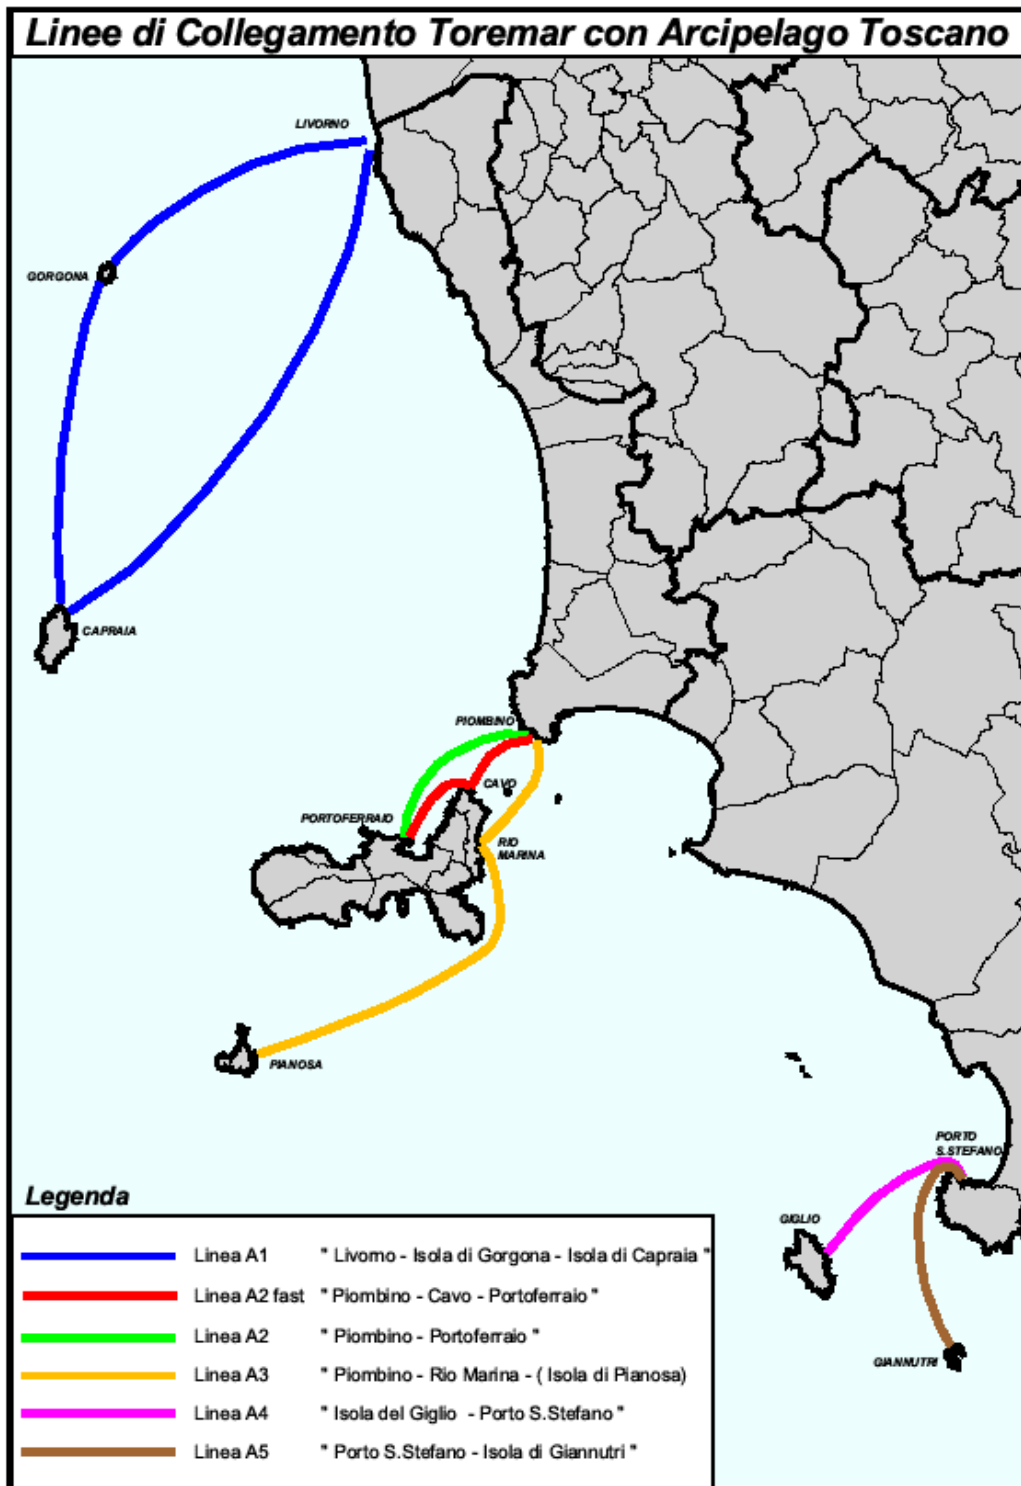 Linee di Collegamento Toremar con Arcipelago Toscano
LIVORNO
GORGONA
CAPRAIA
PIOMBINO
CAVO
PORTOFERRAIO
RIO
MARINA
PIANOSA
PORTO
S.STEFANO
GIGLIO
GIANNUTRI
Legenda
Linea A1 " Livorno - Isola di Gorgona - Isola di Capraia "
Linea A2 fast " Piombino - Cavo - Portoferraio "
Linea A2 " Piombino - Portoferraio "
Linea A3 " Piombino - Rio Marina - ( Isola di Pianosa)
Linea A4 " Isola del Giglio - Porto S.Stefano "
Linea A5 " Porto S.Stefano - Isola di Giannutri "